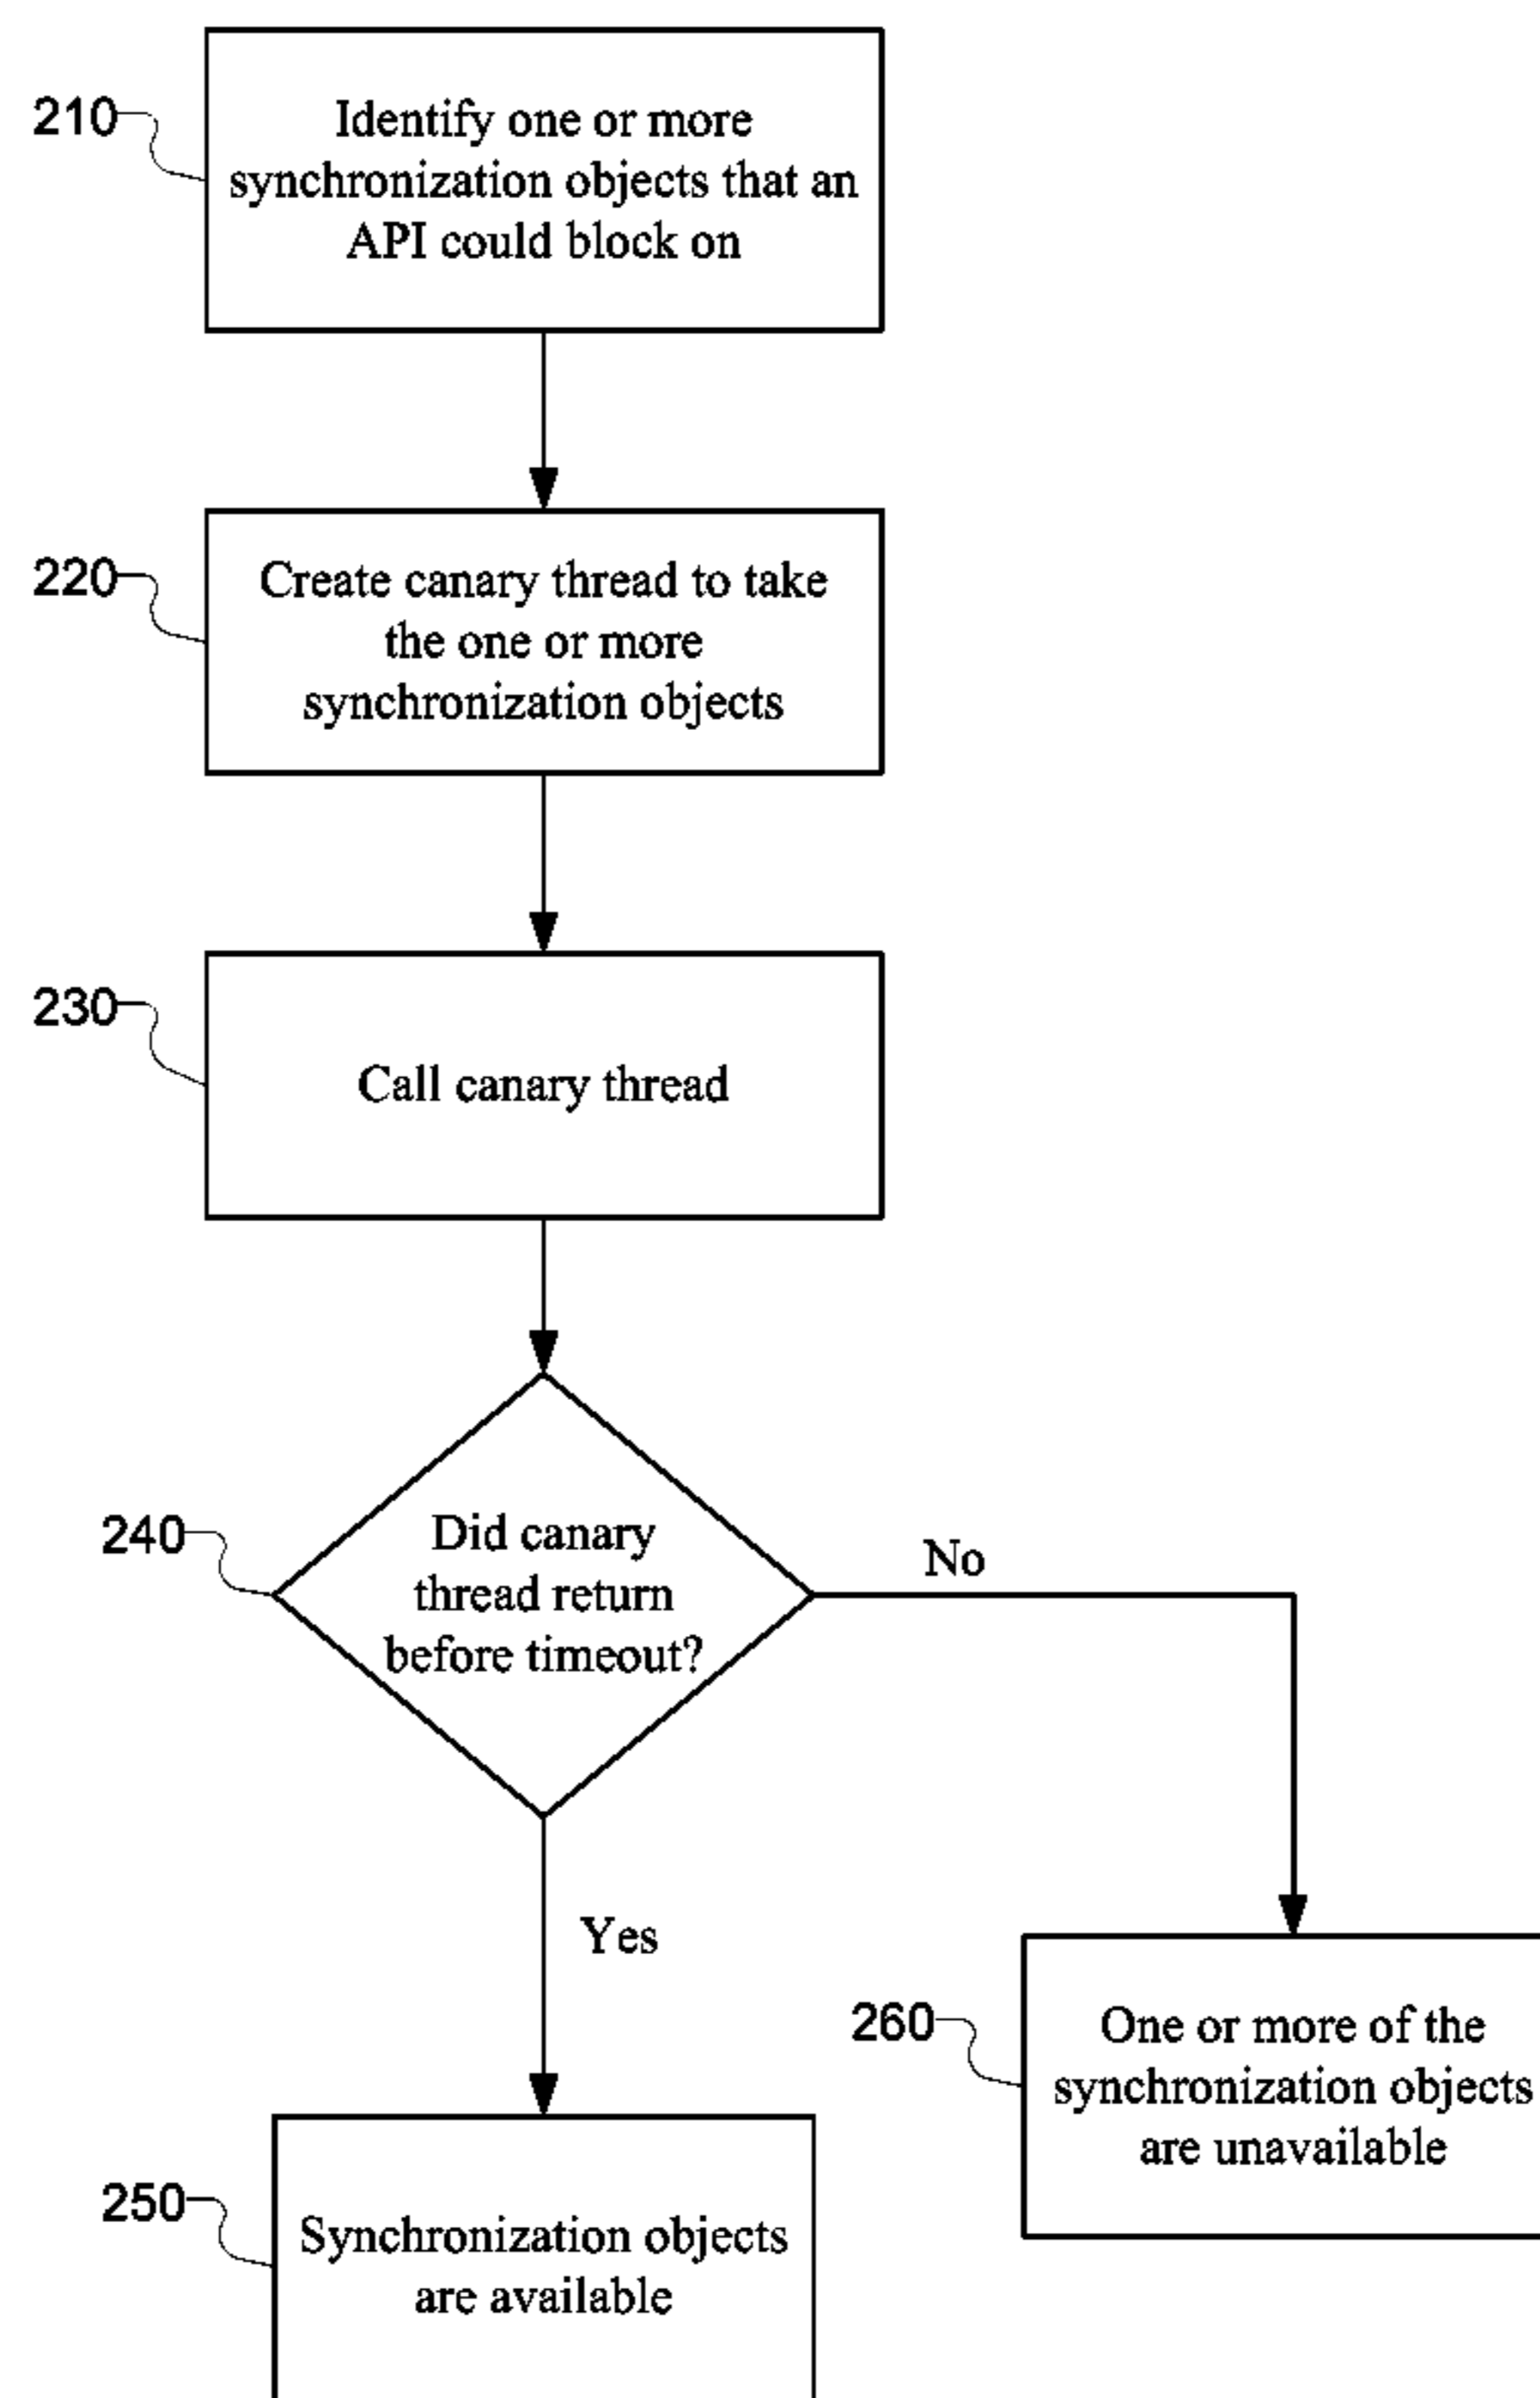 210
Identify one or more
synchronization objects that an
API could block on
220
Create canary thread to take
the one or more
synchronization objects
230
Call canary thread
240
Did canary
thread return
before timeout?
No
Yes
260
One or more of the
synchronization objects
are unavailable
250
Synchronization objects
are available